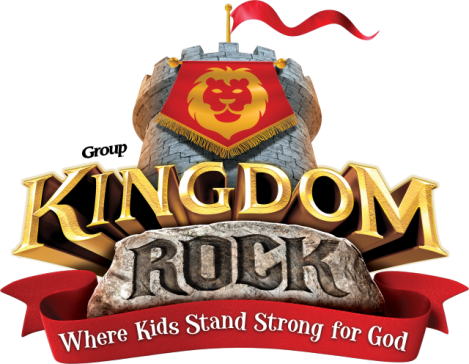 Group
KINGDOM
ROCK
Where Kids Stand Strong for God